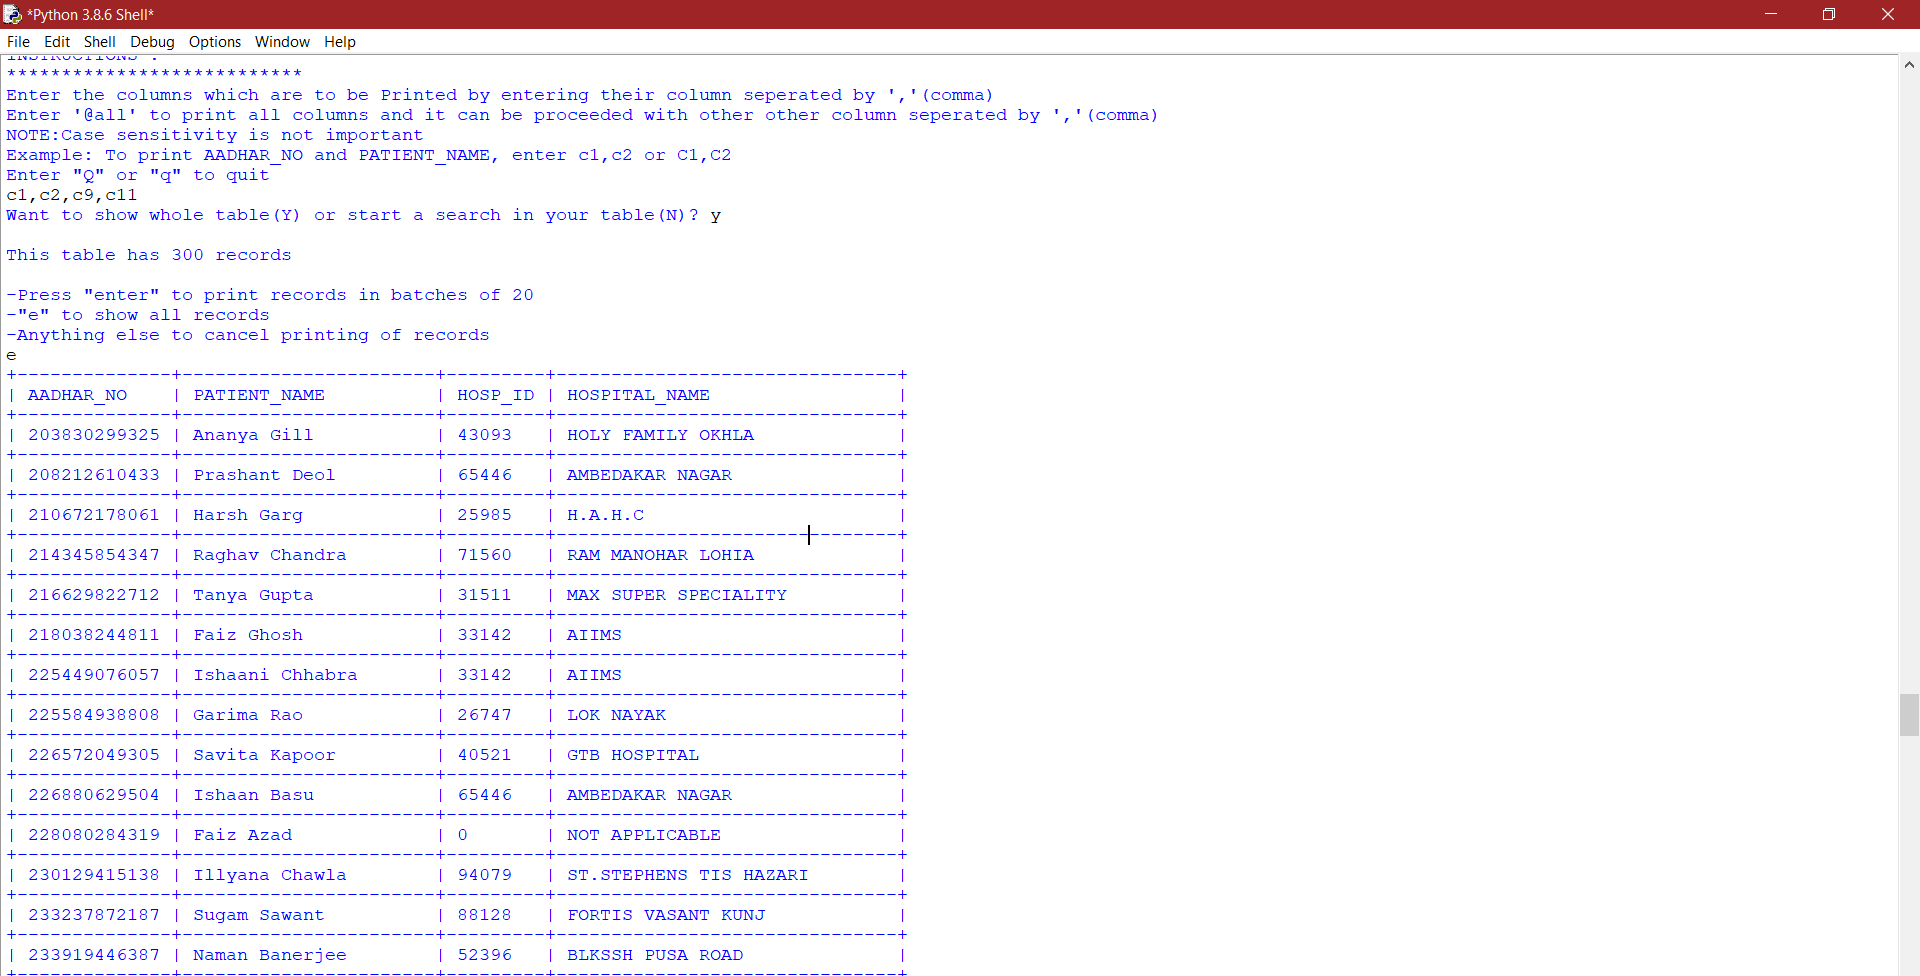 *Python 3.8.6 Shell*
File Edit Shell Debug Options Window Help
INSTRUCTIONS :
***************************
Enter the columns which are to be Printed by entering their column seperated by ','(comma)
Enter '@all' to print all columns and it can be proceeded with other other column seperated by ','(comma)
NOTE:Case sensitivity is not important
Example: To print AADHAR_NO and PATIENT_NAME, enter c1,c2 or C1,C2
Enter "Q" or "q" to quit
c1,c2,c9,c11
Want to show whole table(Y) or start a search in your table(N)? y
This table has 300 records
-Press "enter" to print records in batches of 20
-"e" to show all records
-Anything else to cancel printing of records
e
+--------------+-----------------------+---------+-------------------------------+
| AADHAR_NO | PATIENT_NAME | HOSP_ID | HOSPITAL_NAME |
+--------------+-----------------------+---------+-------------------------------+
| 203830299325 | Ananya Gill | 43093 | HOLY FAMILY OKHLA |
+--------------+-----------------------+---------+-------------------------------+
| 208212610433 | Prashant Deol | 65446 | AMBEDAKAR NAGAR |
+--------------+-----------------------+---------+-------------------------------+
| 210672178061 | Harsh Garg | 25985 | H.A.H.C |
+--------------+-----------------------+---------+-------------------------------+
| 214345854347 | Raghav Chandra | 71560 | RAM MANOHAR LOHIA |
+--------------+-----------------------+---------+-------------------------------+
| 216629822712 | Tanya Gupta | 31511 | MAX SUPER SPECIALITY |
+--------------+-----------------------+---------+-------------------------------+
| 218038244811 | Faiz Ghosh | 33142 | AIIMS |
+--------------+-----------------------+---------+-------------------------------+
| 225449076057 | Ishaani Chhabra | 33142 | AIIMS |
+--------------+-----------------------+---------+-------------------------------+
| 225584938808 | Garima Rao | 26747 | LOK NAYAK |
+--------------+-----------------------+---------+-------------------------------+
| 226572049305 | Savita Kapoor | 40521 | GTB HOSPITAL |
+--------------+-----------------------+---------+-------------------------------+
| 226880629504 | Ishaan Basu | 65446 | AMBEDAKAR NAGAR |
+--------------+-----------------------+---------+-------------------------------+
| 228080284319 | Faiz Azad | 0 | NOT APPLICABLE |
+--------------+-----------------------+---------+-------------------------------+
| 230129415138 | Illyana Chawla | 94079 | ST.STEPHENS TIS HAZARI |
+--------------+-----------------------+---------+-------------------------------+
| 233237872187 | Sugam Sawant | 88128 | FORTIS VASANT KUNJ |
+--------------+-----------------------+---------+-------------------------------+
| 233919446387 | Naman Banerjee | 52396 | BLKSSH PUSA ROAD |
+--------------+-----------------------+---------+-------------------------------+